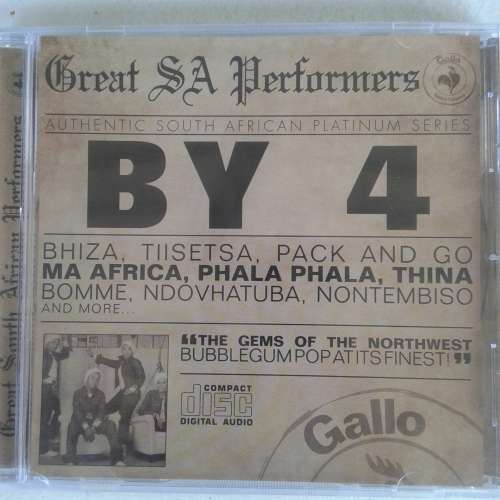 Great SA Performers
Gallo
AUTHENTIC SOUTH AFRICAN PLATINUM SERIES
BY 4
BHIZA, TIISETSA, PACK AND GO
MA AFRICA, PHALA PHALA, THINA
BOMME, NDOVHATUBA, NONTEMBISO
AND MORE...
"THE GEMS OF THE NORTHWEST
BUBBLEGUM POP AT ITS FINEST!"
COMPACT
disc
DIGITAL AUDIO
Gallo
Great South African Performers